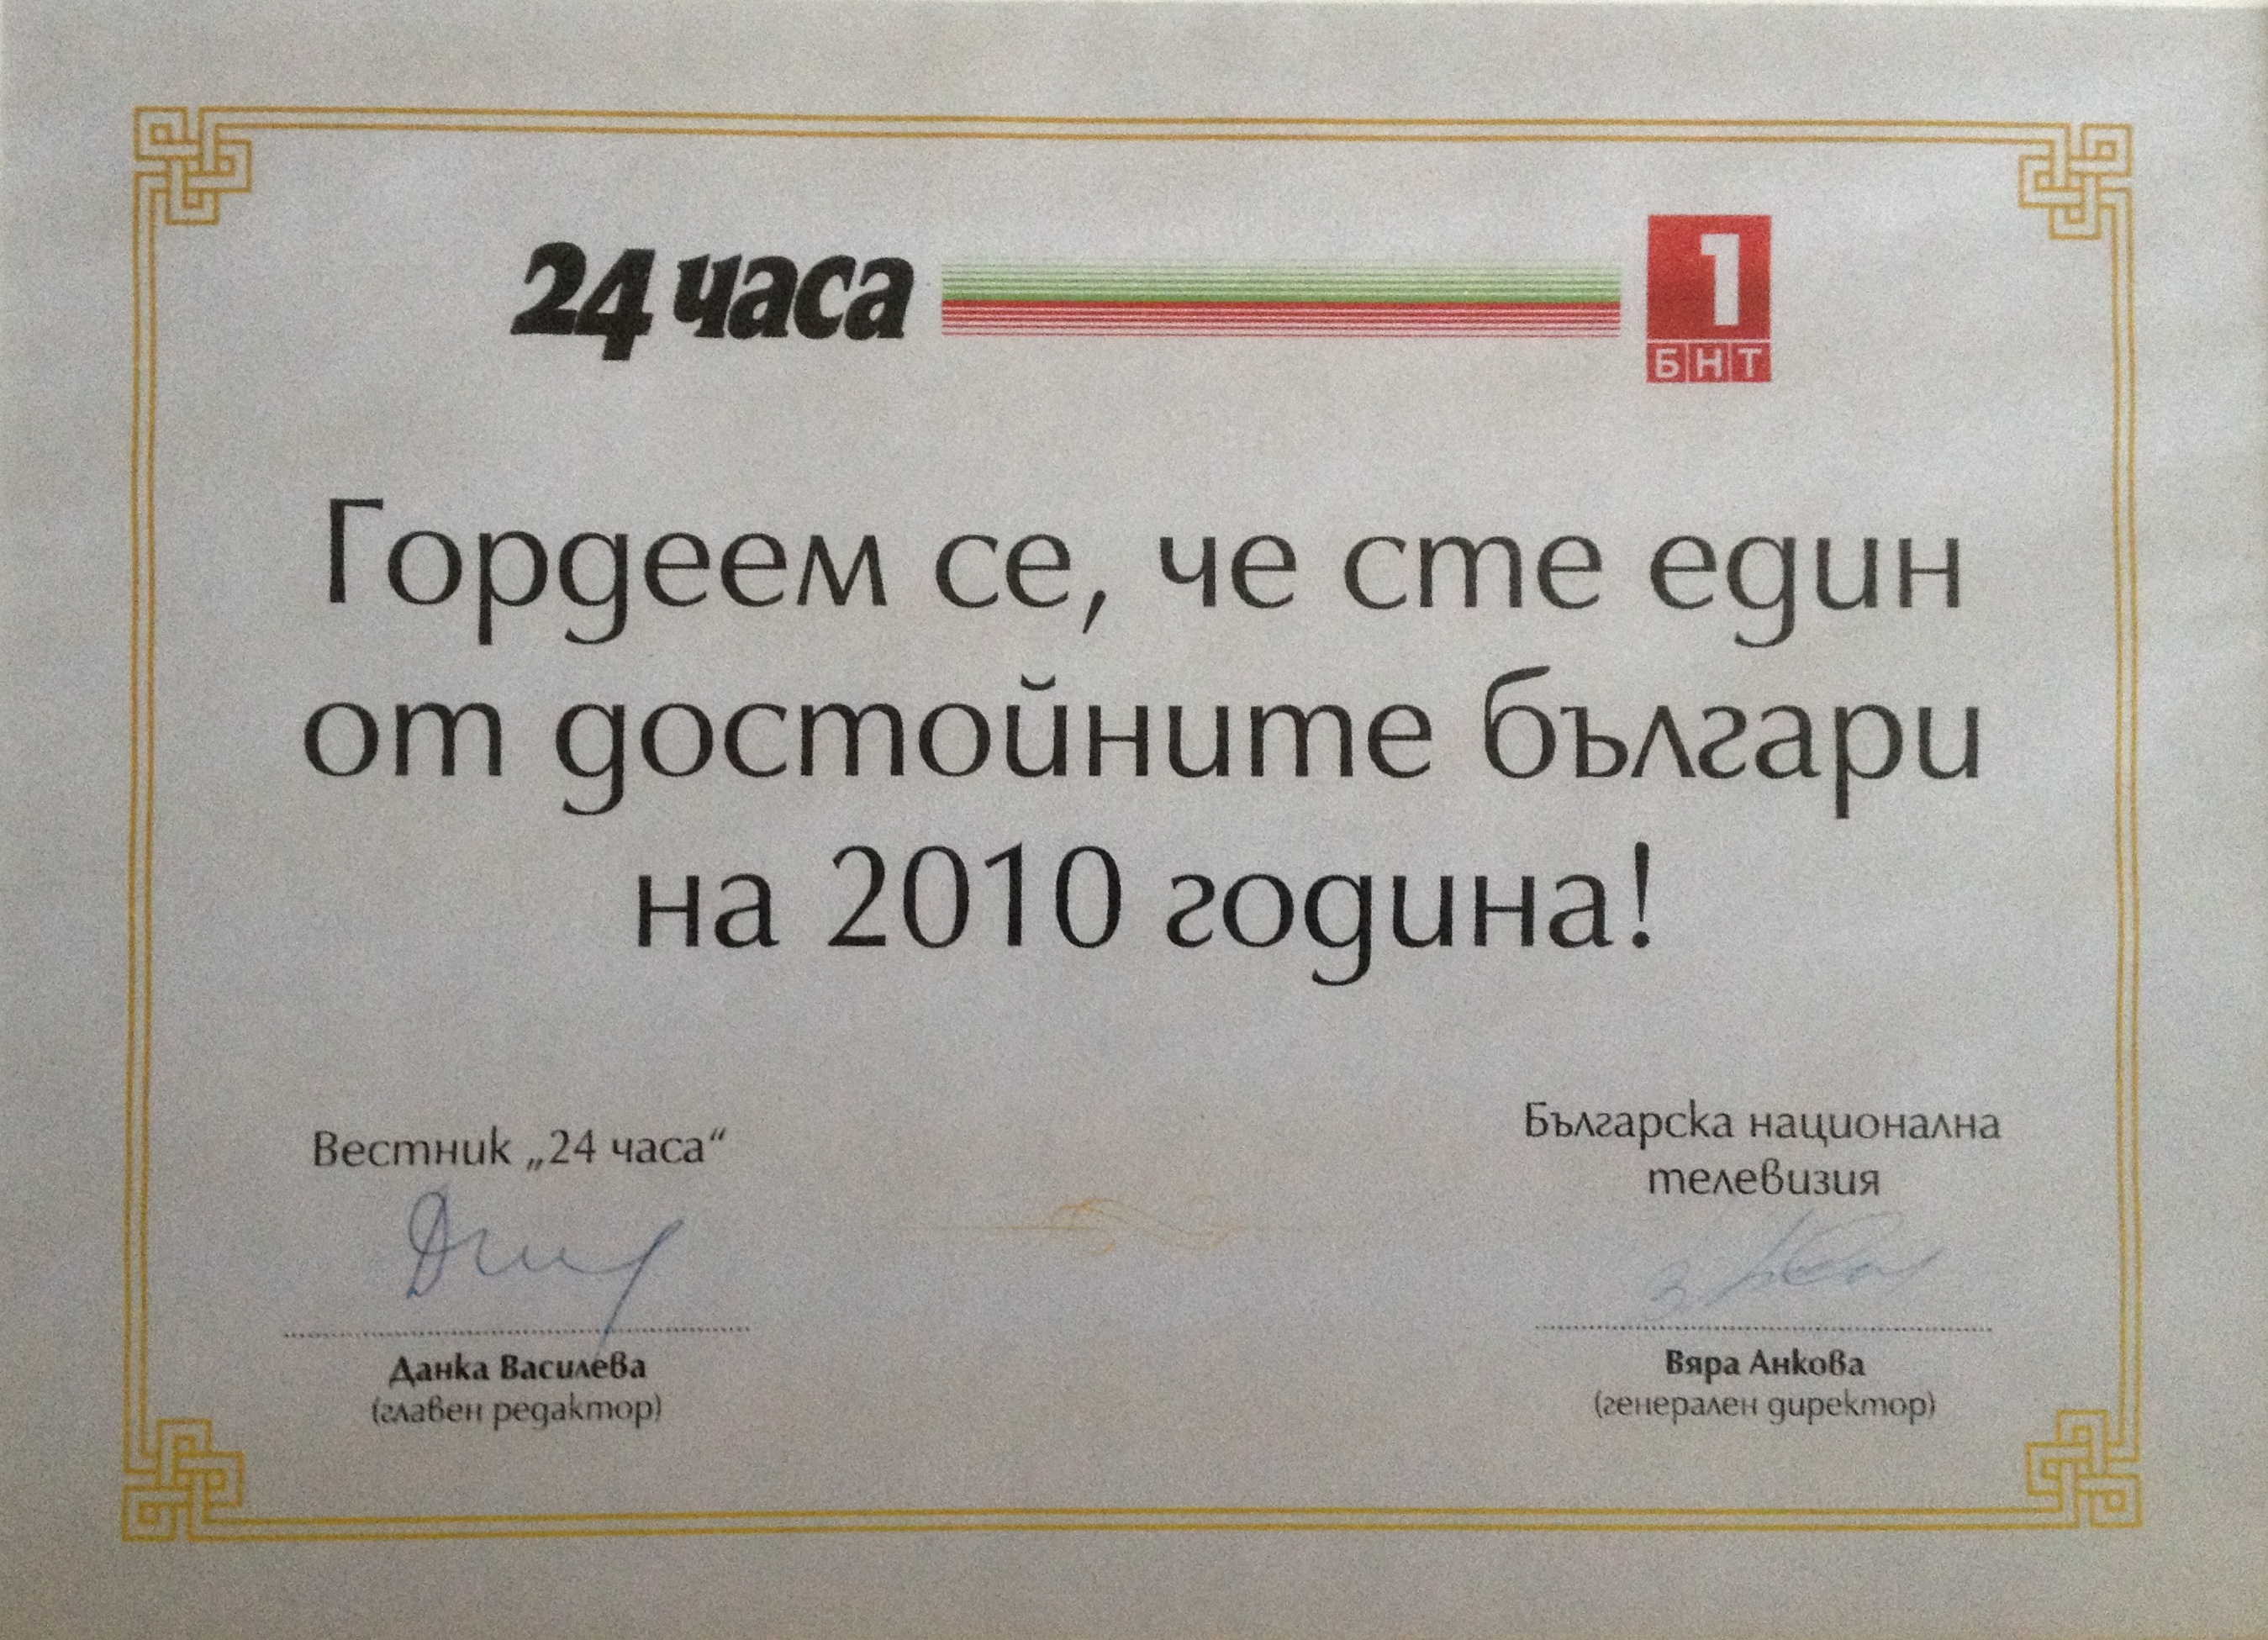 24 часа
1
БНТ
Гордеем се, че сте един
от достойните българи
на 2010 година!
Вестник „24 часа“
Българска национална
телевизия
Данка Василева
(главен редактор)
Вяра Анкова
(генерален директор)